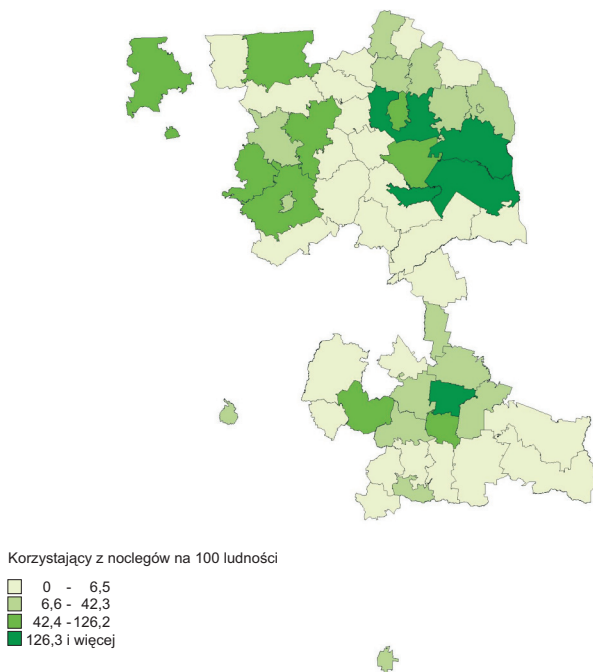 Korzystający z noclegów na 100 ludności
0 - 6,5
6,6 - 42,3
42,4 - 126,2
126,3 i więcej